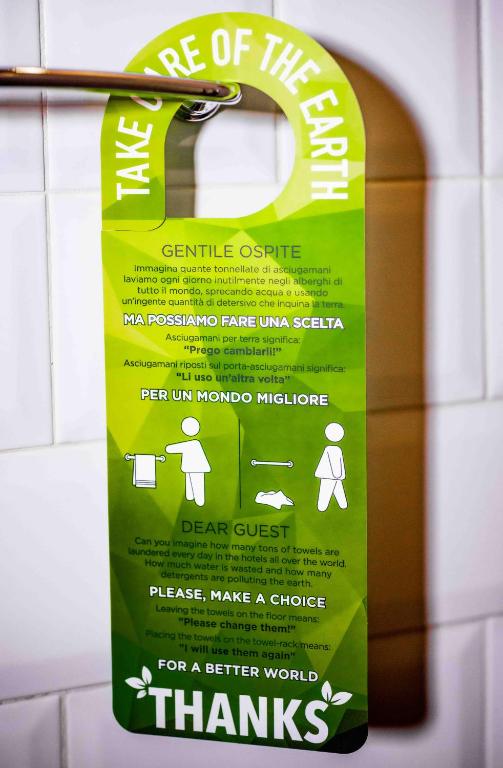 TAKE CARE OF THE EARTH
GENTILE OSPITE
Immagina quante tonnellate di asciugamani
laviamo ogni giorno inutilmente negli alberghi di
tutto il mondo, sprecando acqua e usando
un'ingente quantità di detersivo che inquina la terra.
MA POSSIAMO FARE UNA SCELTA
Asciugamani per terra significa:
"Prego cambiarli!"
Asciugamani riposti sul porta-asciugamani significa:
"Li uso un'altra volta"
PER UN MONDO MIGLIORE
DEAR GUEST
Can you imagine how many tons of towels are
laundered every day in the hotels all over the world.
How much water is wasted and how many
detergents are polluting the earth.
PLEASE, MAKE A CHOICE
Leaving the towels on the floor means:
"Please change them!"
Placing the towels on the towel-rack means:
"I will use them again"
FOR A BETTER WORLD
THANKS